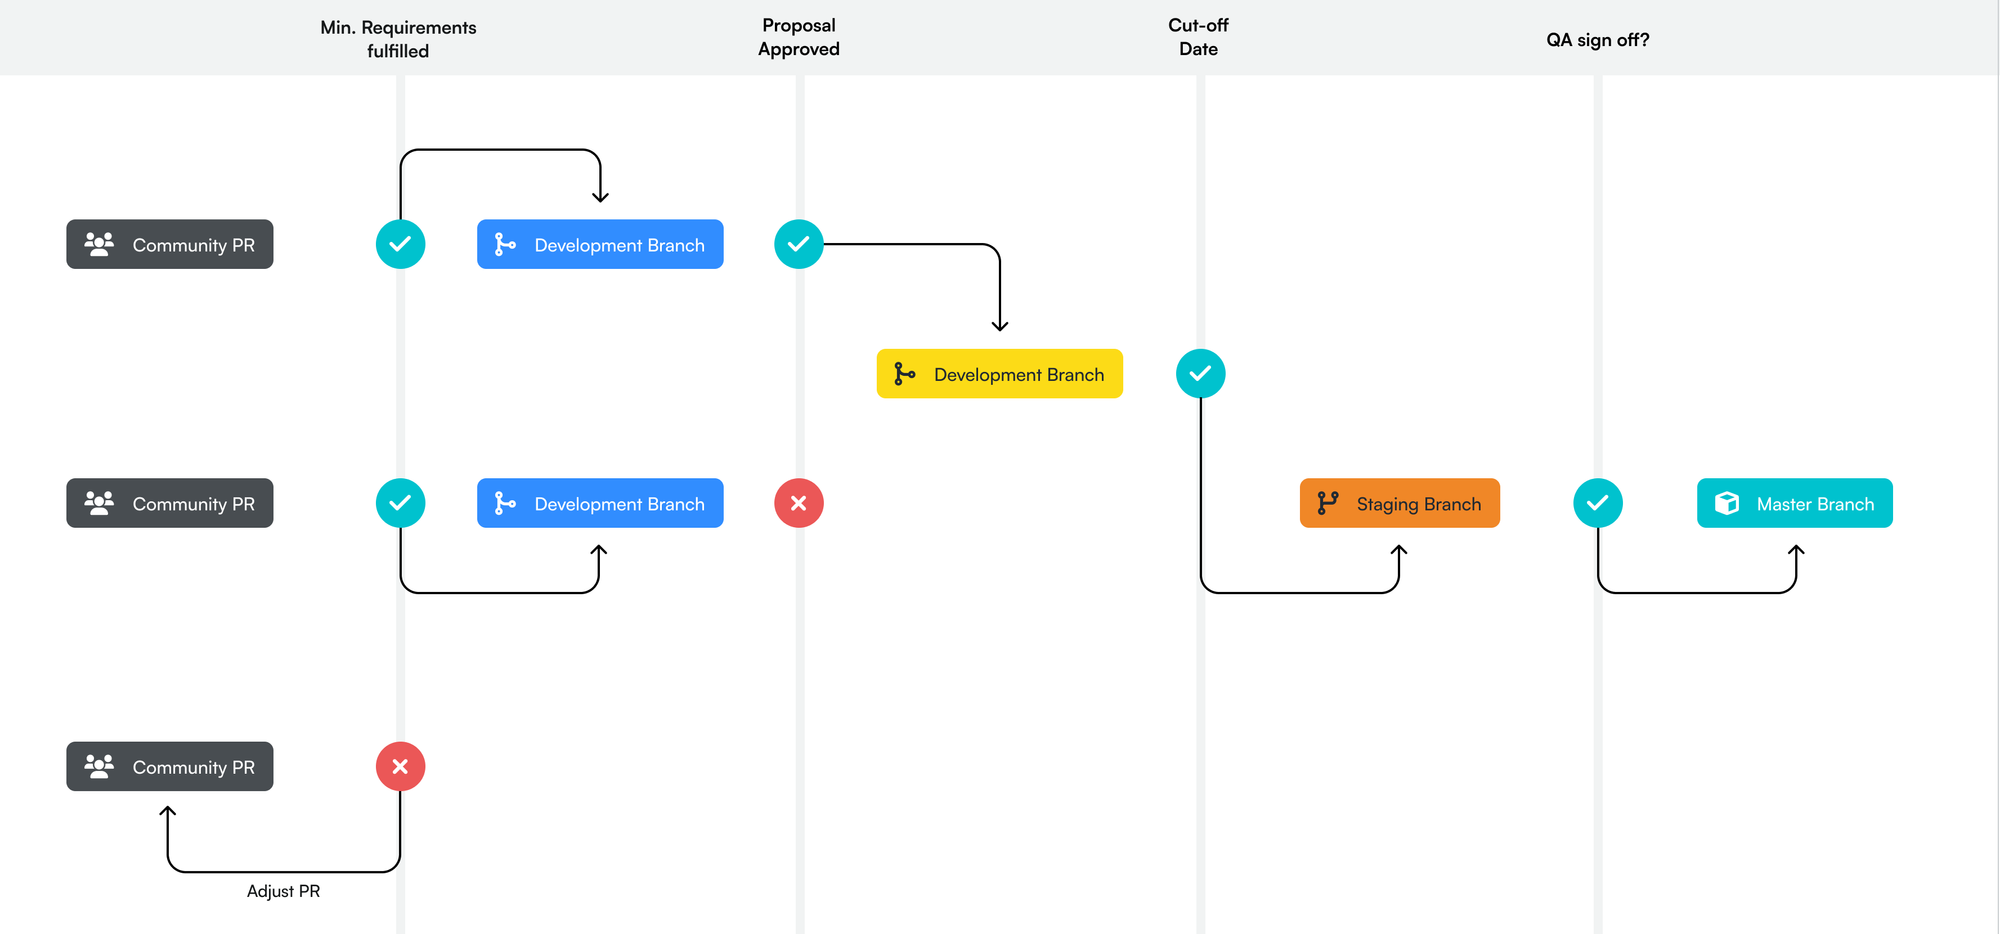 Min. Requirements
fulfilled
Proposal
Approved
Cut-off
Date
QA sign off?
Community PR
Development Branch
Development Branch
Community PR
Development Branch
Staging Branch
Master Branch
Community PR
Adjust PR